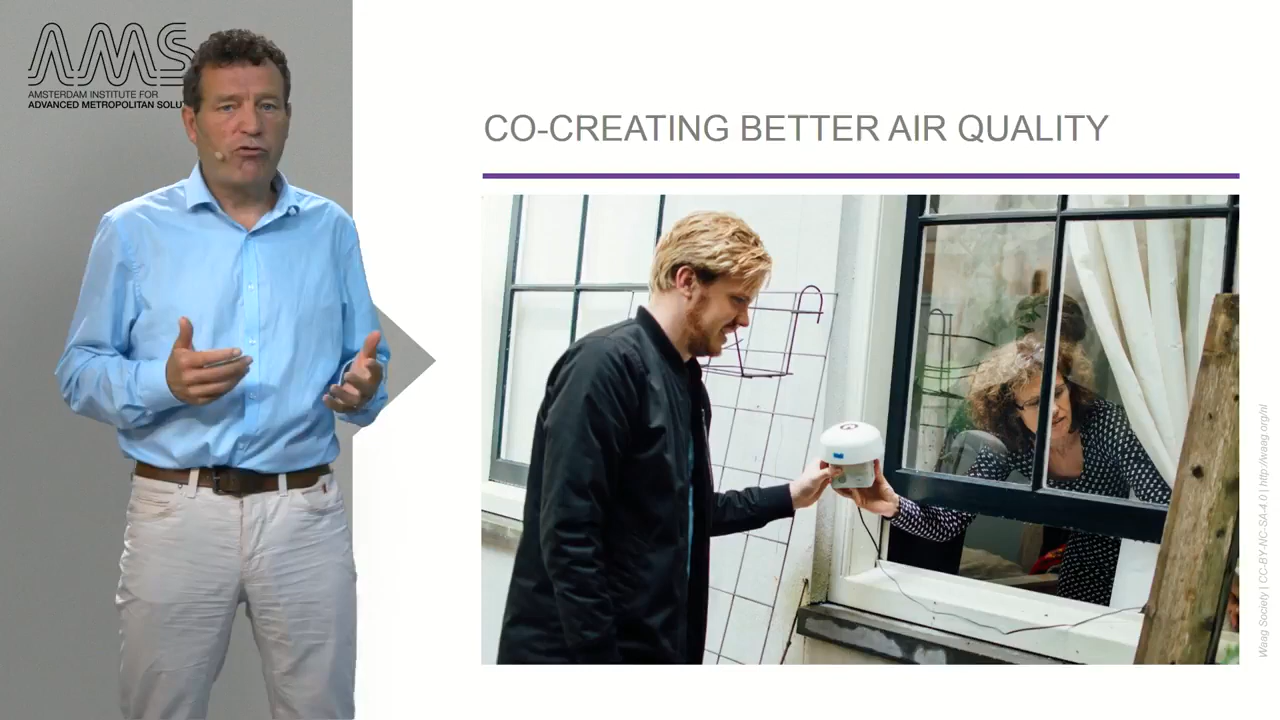 AMS
AMSTERDAM INSTITUTE FOR
ADVANCED METROPOLITAN SOLU
CO-CREATING BETTER AIR QUALITY
Waag Society | CC-BY-NC-SA-4.0 | http://waag.org/nl